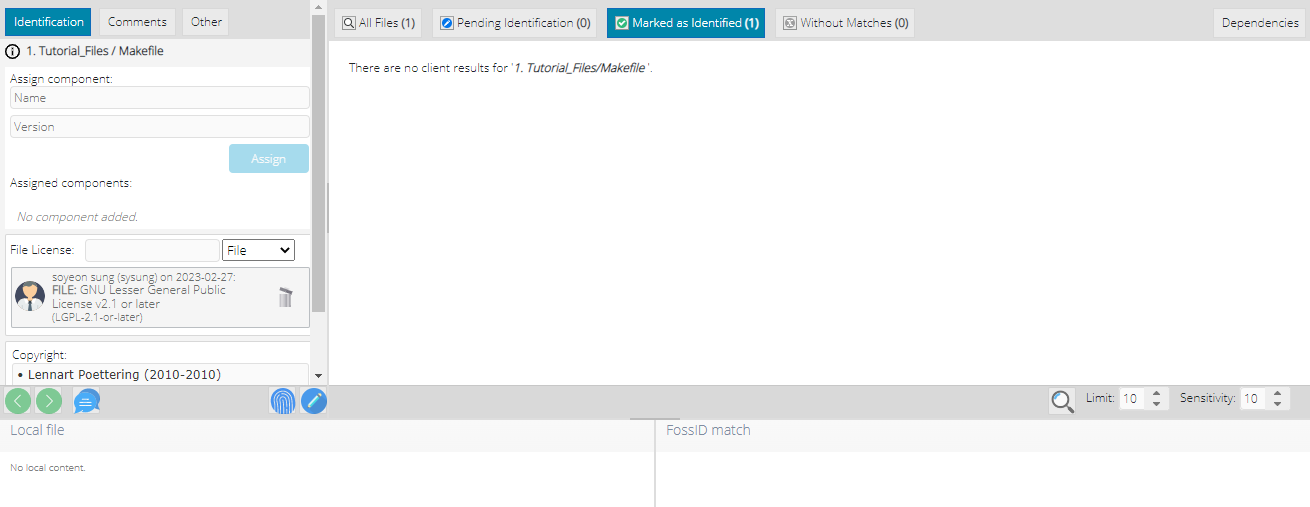 Identification
Comments
Other
1. Tutorial_Files / Makefile
Assign component:
Name
Version
Assign
Assigned components:
No component added.
File License:
File
soyeon sung (sysung) on 2023-02-27:
FILE: GNU Lesser General Public
License v2.1 or later
(LGPL-2.1-or-later)
Copyright:
• Lennart Poettering (2010-2010)
All Files (1)
Pending Identification (0)
Marked as Identified (1)
Without Matches (0)
Dependencies
There are no client results for '1. Tutorial_Files/Makefile'.
Limit: 10
Sensitivity: 10
Local file
No local content.
FossID match